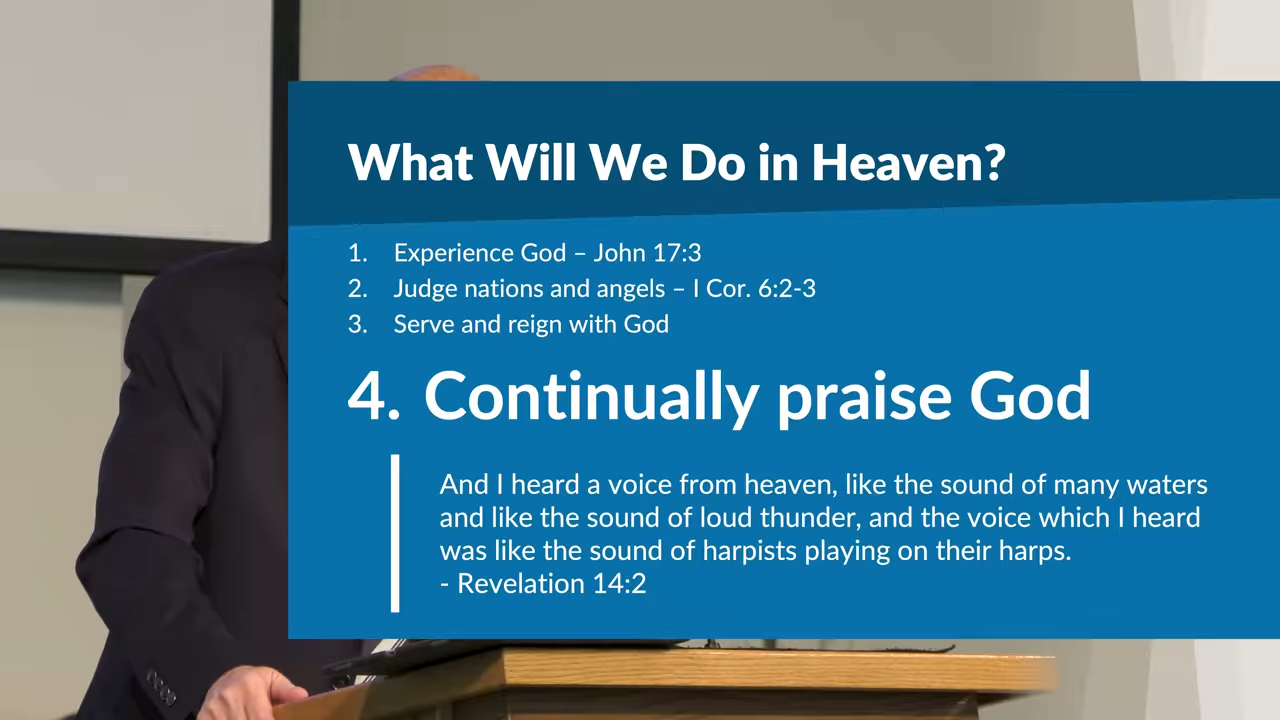 What Will We Do in Heaven?
1. Experience God – John 17:3
2. Judge nations and angels – I Cor. 6:2-3
3. Serve and reign with God
4. Continually praise God
And I heard a voice from heaven, like the sound of many waters
and like the sound of loud thunder, and the voice which I heard
was like the sound of harpists playing on their harps.
- Revelation 14:2